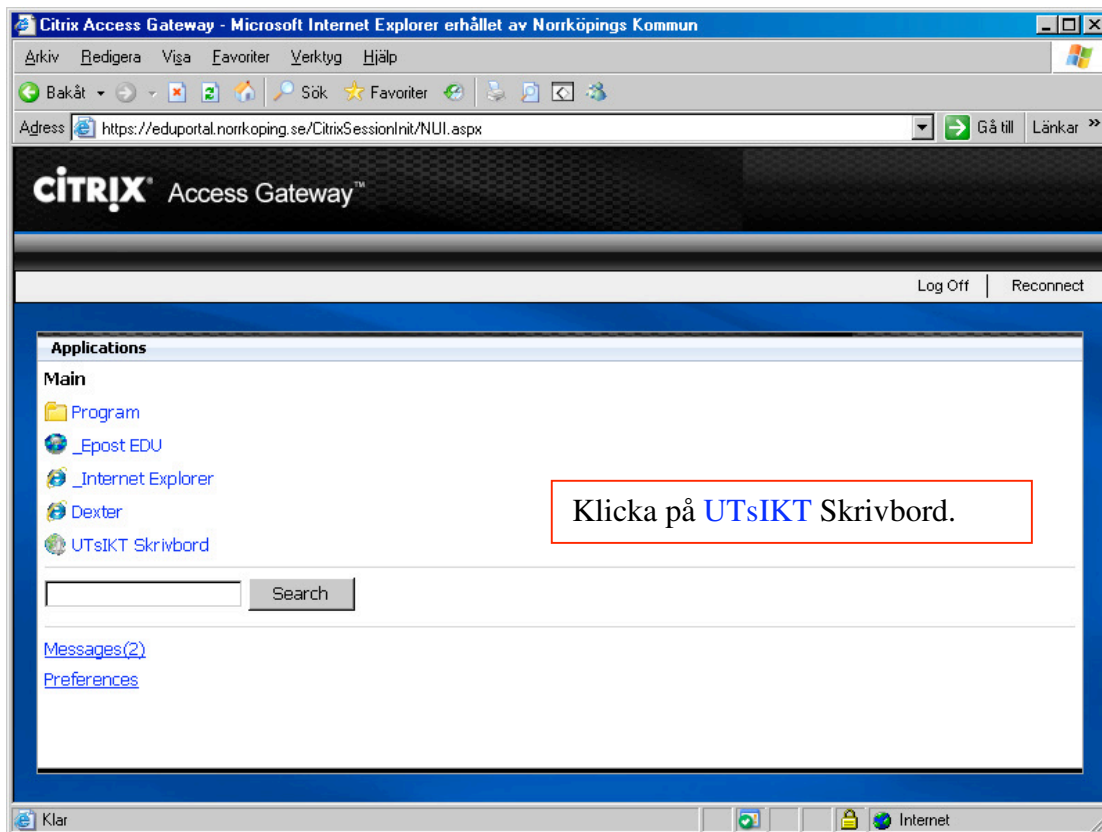 Citrix Access Gateway - Microsoft Internet Explorer erhållet av Norrköpings Kommun
Arkiv Redigera Visa Favoriter Verktyg Hjälp
Bakåt Sök Favoriter
Adress https://eduportal.norrkoping.se/CitrixSessionInit/NUI.aspx Gå till Länkar »
CITRIX® Access Gateway™
Log Off | Reconnect
Applications
Main
Program
_Epost EDU
_Internet Explorer
Dexter
UTsIKT Skrivbord
Klicka på UTsIKT Skrivbord.
Search
Messages(2)
Preferences
Klar Internet